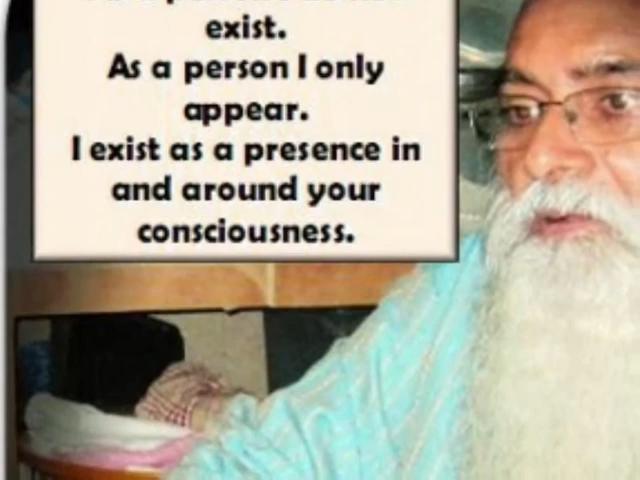 exist.
As a person I only
appear.
I exist as a presence in
and around your
consciousness.